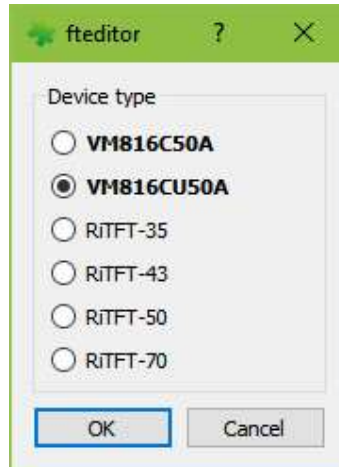 fteditor ?
Device type
VM816C50A
VM816CU50A
RiTFT-35
RiTFT-43
RiTFT-50
RiTFT-70
OK Cancel